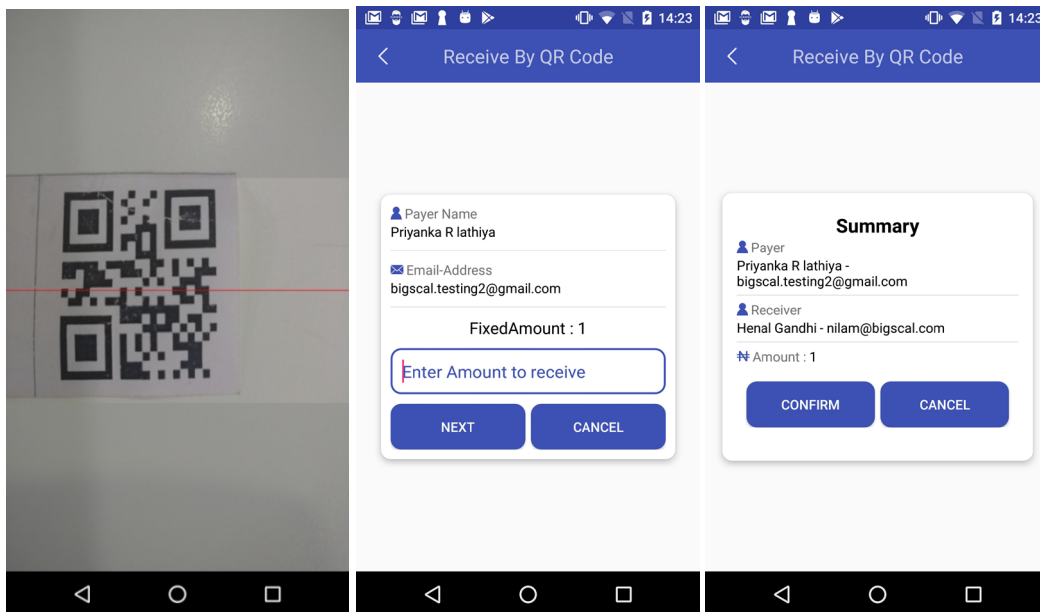 14:23
Receive By QR Code
Payer Name
Priyanka R lathiya
Email-Address
bigscal.testing2@gmail.com
FixedAmount : 1
Enter Amount to receive
NEXT
CANCEL
14:23
Receive By QR Code
Summary
Payer
Priyanka R lathiya -
bigscal.testing2@gmail.com
Receiver
Henal Gandhi - nilam@bigscal.com
₦ Amount : 1
CONFIRM
CANCEL